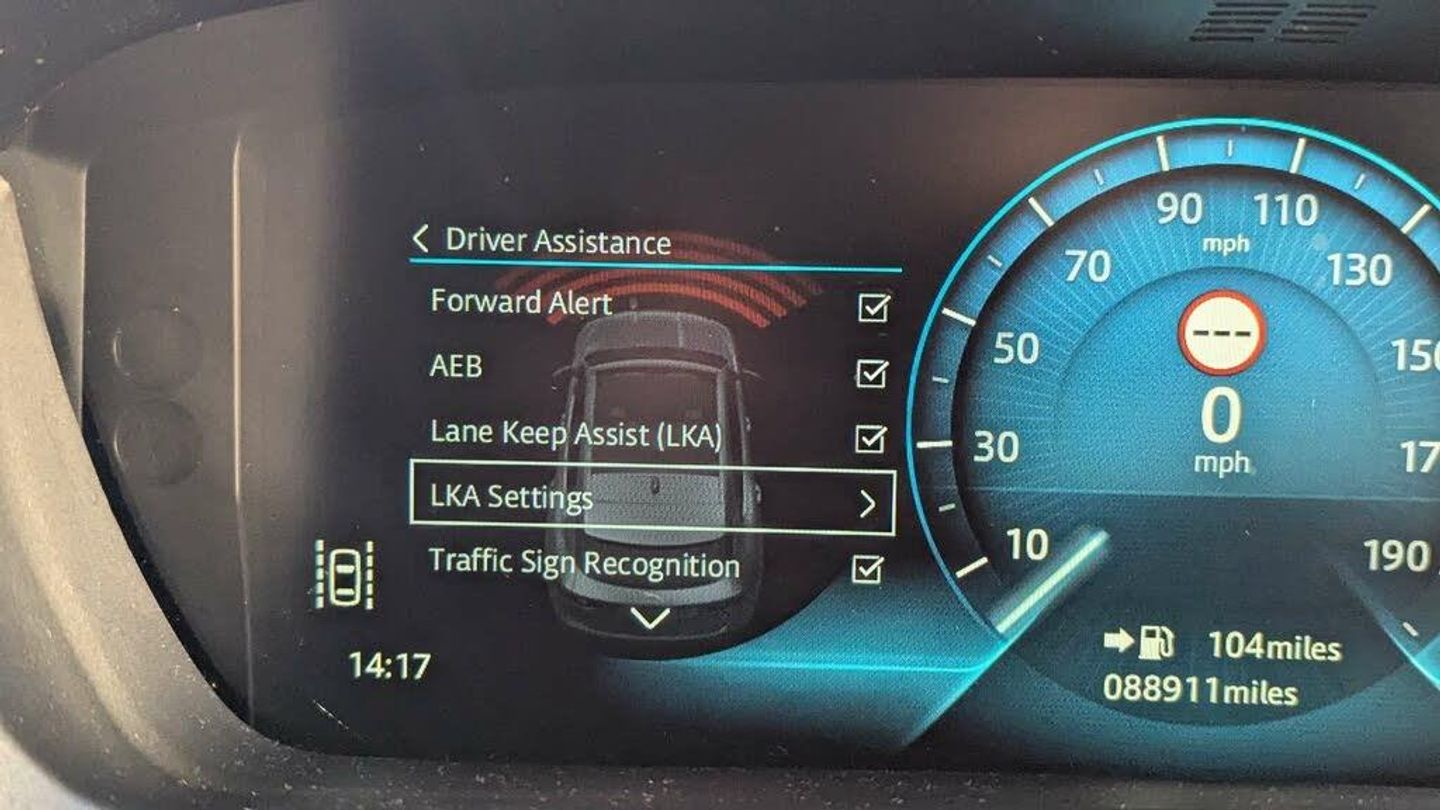 Driver Assistance
Forward Alert
AEB
Lane Keep Assist (LKA)
LKA Settings
Traffic Sign Recognition
14:17
10
30
50
70
90
110
130
190
mph
---
0
mph
104miles
088911miles